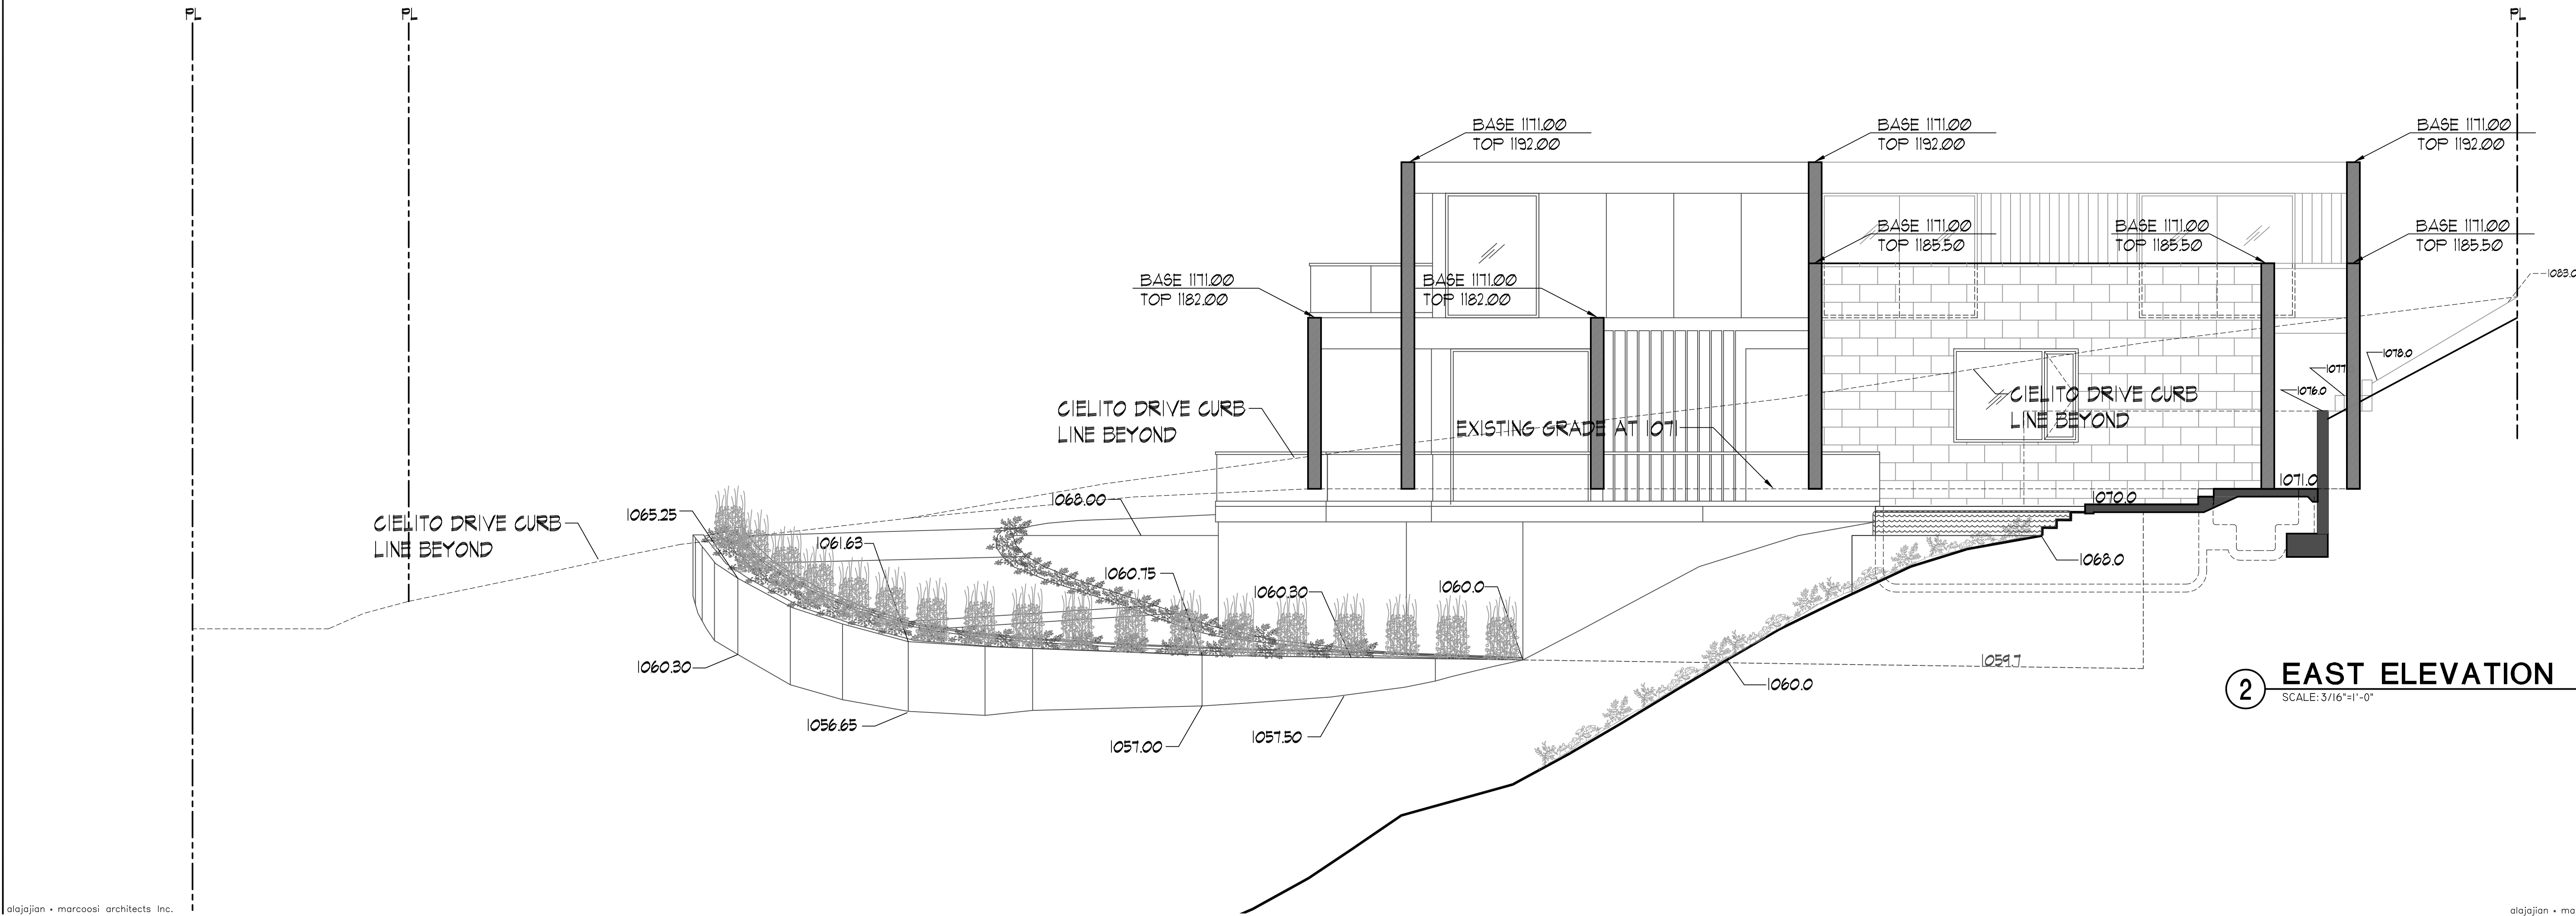 PL
PL
PL
BASE 1171.00
TOP 1192.00
BASE 1171.00
TOP 1192.00
BASE 1171.00
TOP 1192.00
BASE 1171.00
TOP 1185.50
BASE 1171.00
TOP 1185.50
BASE 1171.00
TOP 1185.50
BASE 1171.00
TOP 1182.00
BASE 1171.00
TOP 1182.00
1083.0
1078.0
1077
1076.0
CIELITO DRIVE CURB
LINE BEYOND
CIELITO DRIVE CURB
LINE BEYOND
EXISTING GRADE AT 1071
1071.0
1070.0
1068.00
1065.25
CIELITO DRIVE CURB
LINE BEYOND
1061.63
1060.75
1060.30
1060.0
1068.0
1060.30
1059.7
1060.0
1056.65
1057.00
1057.50
2
EAST ELEVATION
SCALE: 3/16"=1'-0"
alajajian • marcoosi architects Inc.
alajajian • ma